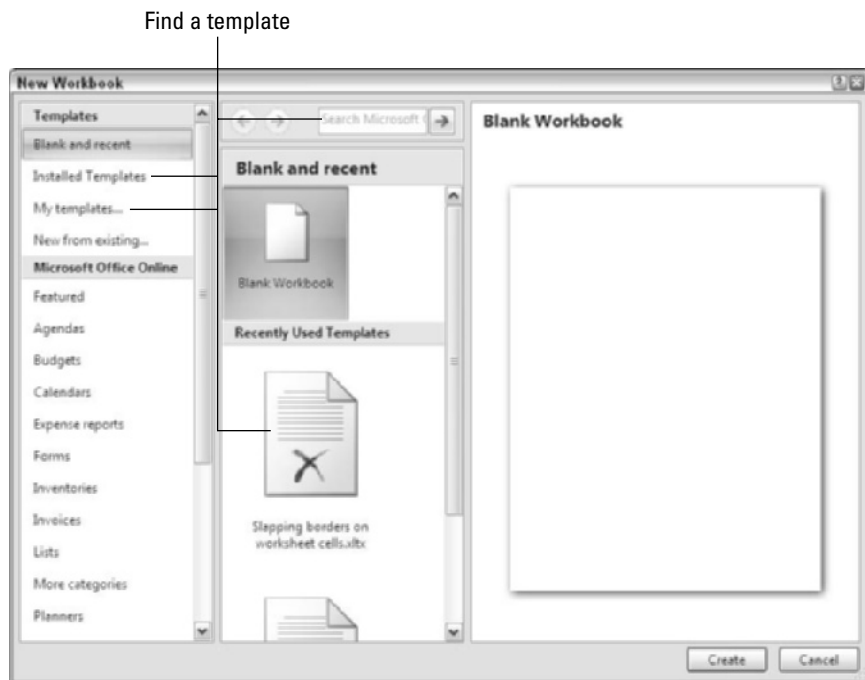 Find a template
New Workbook
Templates
Blank and recent
Installed Templates
My templates...
New from existing...
Microsoft Office Online
Featured
Agendas
Budgets
Calendars
Expense reports
Forms
Inventories
Invoices
Lists
More categories
Planners
Search Microsoft
Blank and recent
Blank Workbook
Recently Used Templates
Slapping borders on
worksheet cells.xltx
Blank Workbook
Create
Cancel